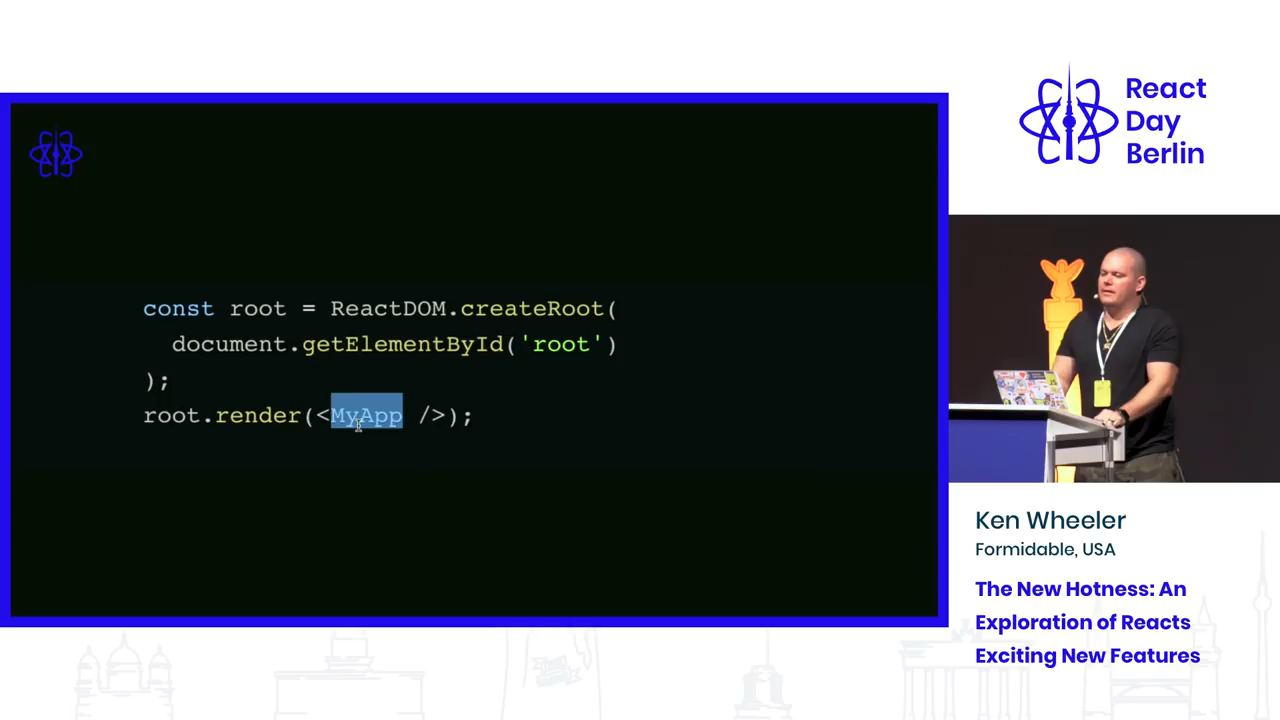 React
Day
Berlin
const root = ReactDOM.createRoot(
document.getElementById('root')
);
root.render(<MyApp />);
Ken Wheeler
Formidable, USA
The New Hotness: An
Exploration of Reacts
Exciting New Features